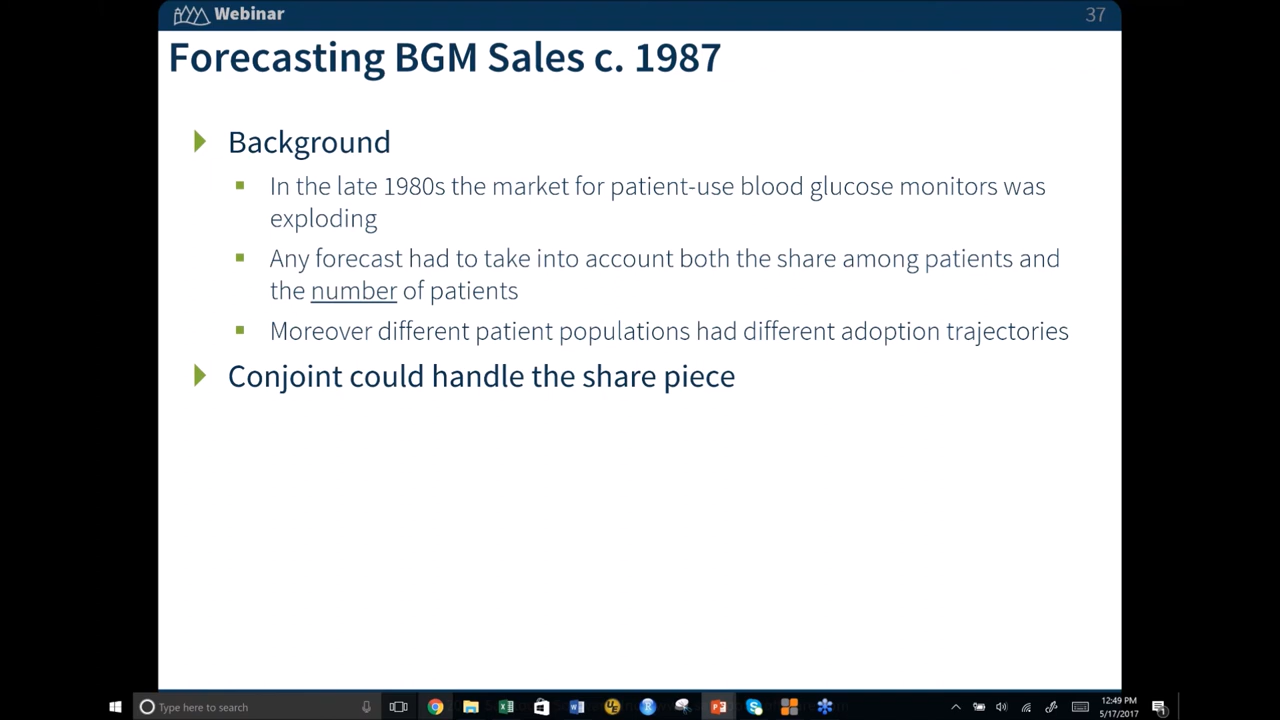 Webinar
37
Forecasting BGM Sales c. 1987
Background
In the late 1980s the market for patient-use blood glucose monitors was
exploding
Any forecast had to take into account both the share among patients and
the number of patients
Moreover different patient populations had different adoption trajectories
Conjoint could handle the share piece
Type here to search
12:49 PM
5/17/2017